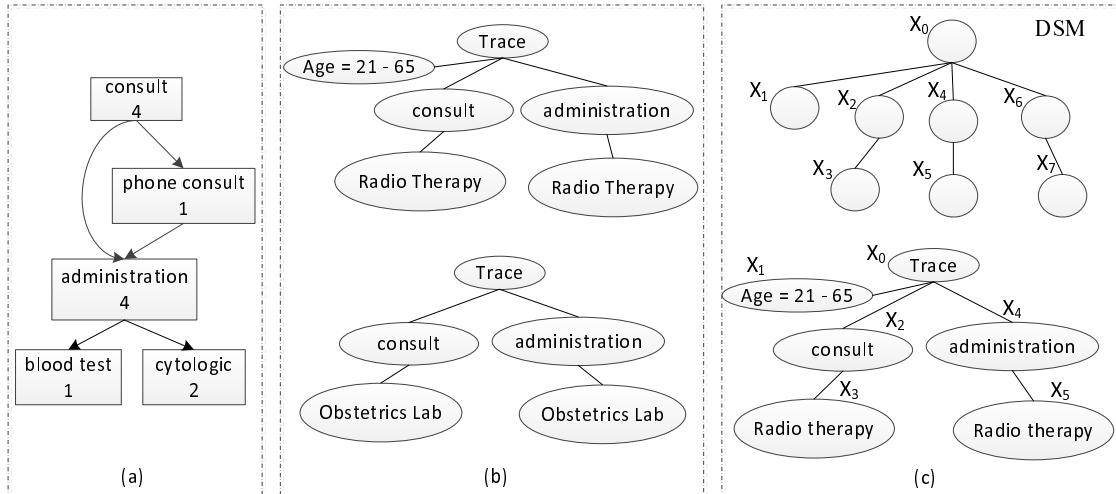 consult
4
phone consult
1
administration
4
blood test
1
cytologic
2
(a)
Trace
Age = 21 - 65
consult
administration
Radio Therapy
Radio Therapy
Trace
consult
administration
Obstetrics Lab
Obstetrics Lab
(b)
X0
DSM
X1
X2
X4
X6
X3
X5
X7
X0
Trace
X1
Age = 21 - 65
X2
X4
consult
administration
X3
X5
Radio therapy
Radio therapy
(c)